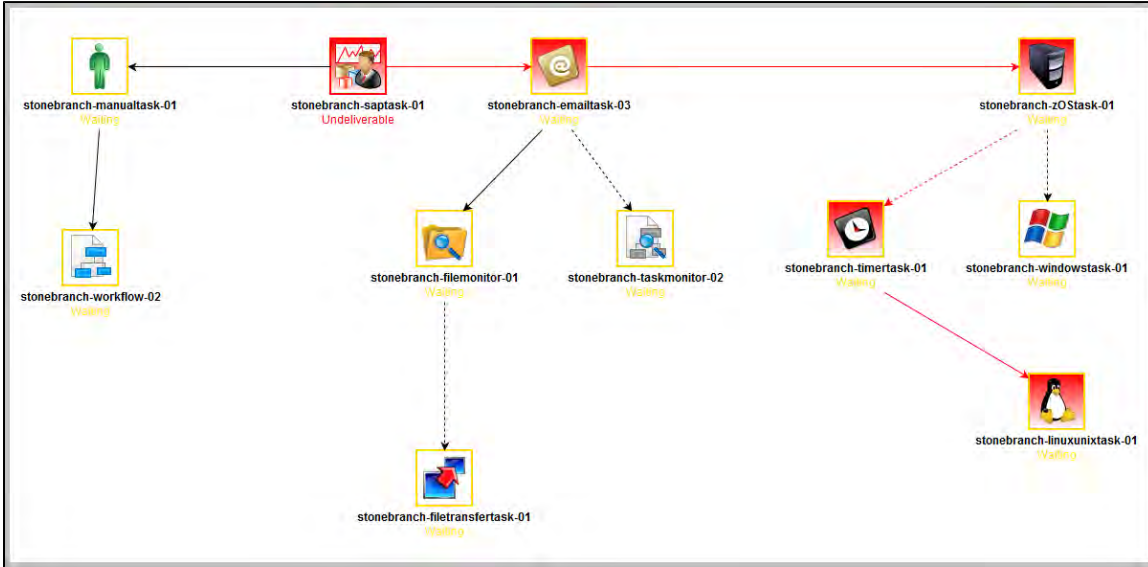 stonebranch-manualtask-01
Waiting
stonebranch-saptask-01
Undeliverable
stonebranch-emailtask-03
Waiting
stonebranch-zOStask-01
Waiting
stonebranch-workflow-02
Waiting
stonebranch-filemonitor-01
Waiting
stonebranch-taskmonitor-02
Waiting
stonebranch-timertask-01
Waiting
stonebranch-windowstask-01
Waiting
stonebranch-linuxunixtask-01
Waiting
stonebranch-filetransfertask-01
Waiting